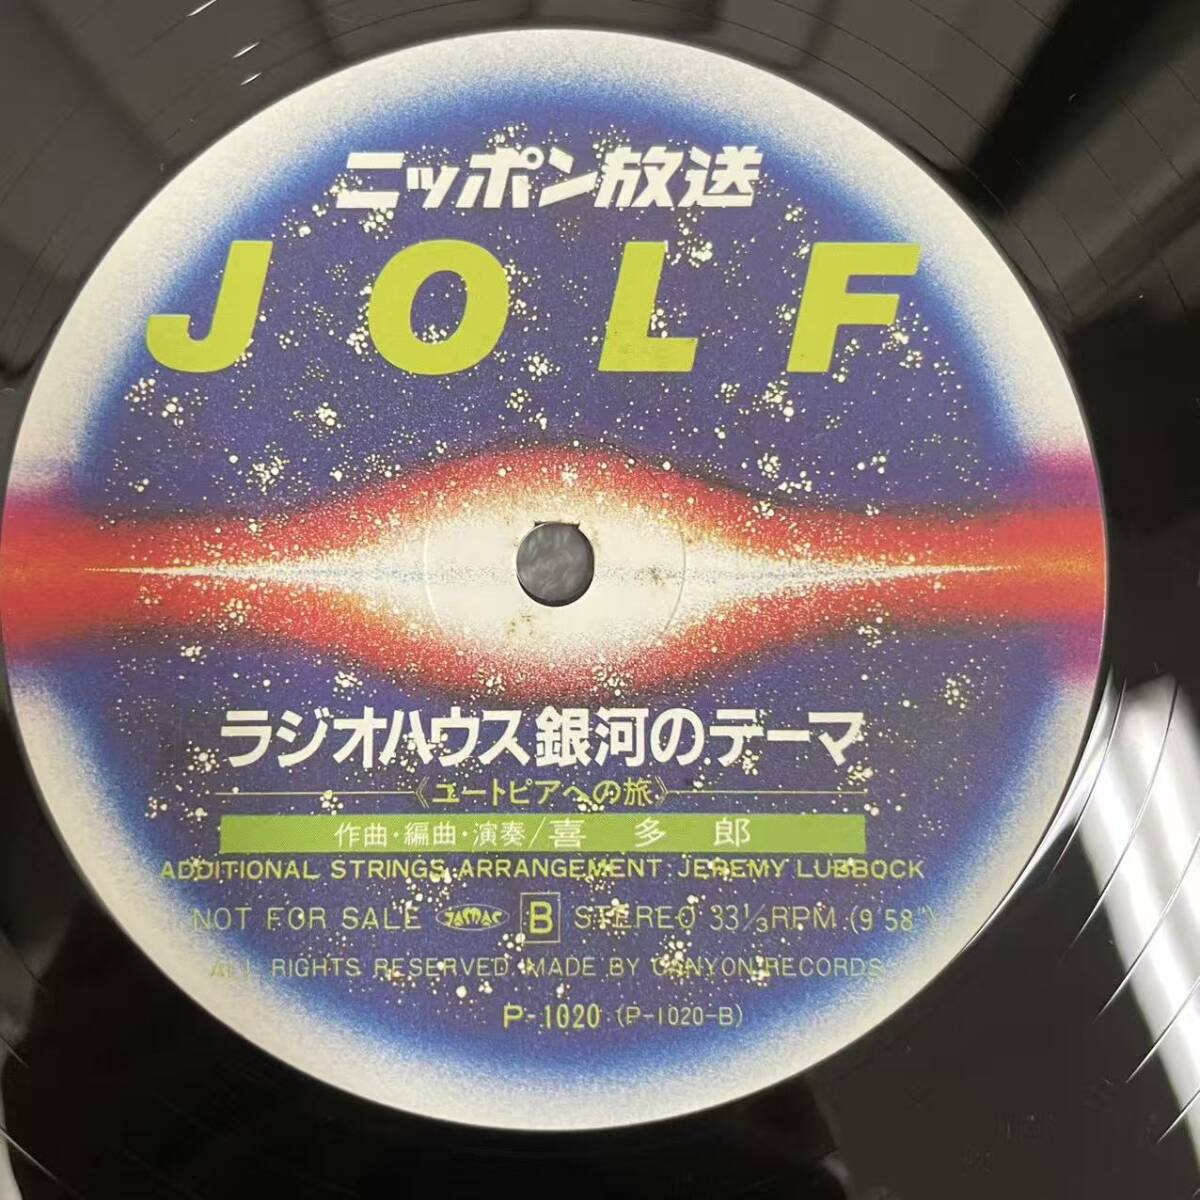 ニッポン放送
JOLF
ラジオハウス銀河のテーマ
《ユートピアへの旅》
作曲・編曲・演奏/喜多郎
ADDITIONAL STRINGS ARRANGEMENT JEREMY LUBBOCK
NOT FOR SALE JASRAC B STEREO 33⅓RPM (9′58″)
ALL RIGHTS RESERVED. MADE BY CANYON RECORDS
P-1020 (P-1020-B)